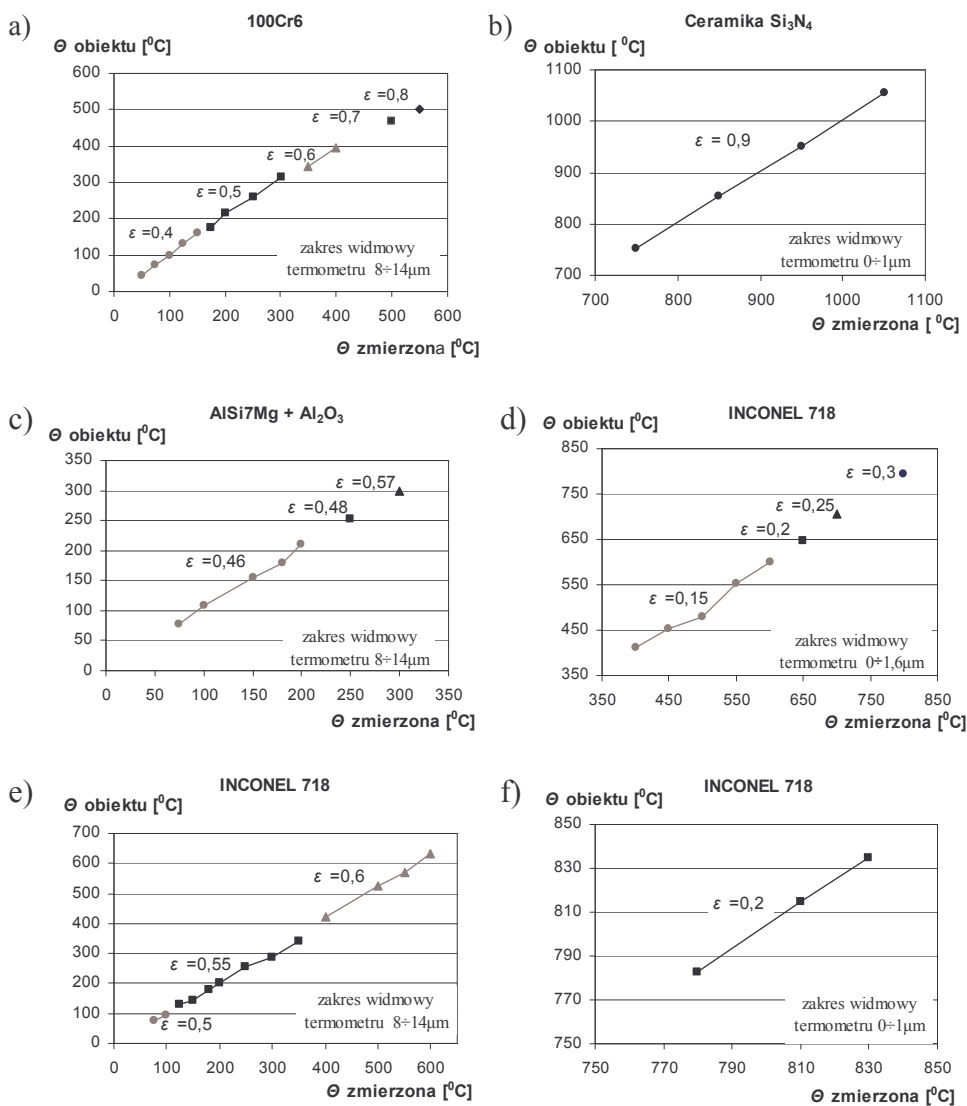 a)
100Cr6
Θ obiektu [⁰C]
600
500
400
300
200
100
0
ε =0,8
ε =0,7
ε =0,6
ε =0,5
ε =0,4
zakres widmowy
termometru 8÷14µm
0 100 200 300 400 500 600
Θ zmierzona [⁰C]
b)
Ceramika Si₃N₄
Θ obiektu [⁰C]
1100
1000
900
800
700
ε =0,9
zakres widmowy
termometru 0÷1µm
700 800 900 1000 1100
Θ zmierzona [⁰C]
c)
AlSi7Mg + Al₂O₃
Θ obiektu [⁰C]
350
300
250
200
150
100
50
0
ε =0,57
ε =0,48
ε =0,46
zakres widmowy
termometru 8÷14µm
0 50 100 150 200 250 300 350
Θ zmierzona [⁰C]
d)
INCONEL 718
Θ obiektu [⁰C]
850
750
650
550
450
350
ε =0,3
ε =0,25
ε =0,2
ε =0,15
zakres widmowy
termometru 0÷1,6µm
350 450 550 650 750 850
Θ zmierzona [⁰C]
e)
INCONEL 718
Θ obiektu [⁰C]
700
600
500
400
300
200
100
0
ε =0,6
ε =0,55
ε =0,5
zakres widmowy
termometru 8÷14µm
0 100 200 300 400 500 600
Θ zmierzona [⁰C]
f)
INCONEL 718
Θ obiektu [⁰C]
850
830
810
790
770
750
ε =0,2
zakres widmowy
termometru 0÷1µm
750 770 790 810 830 850
Θ zmierzona [⁰C]